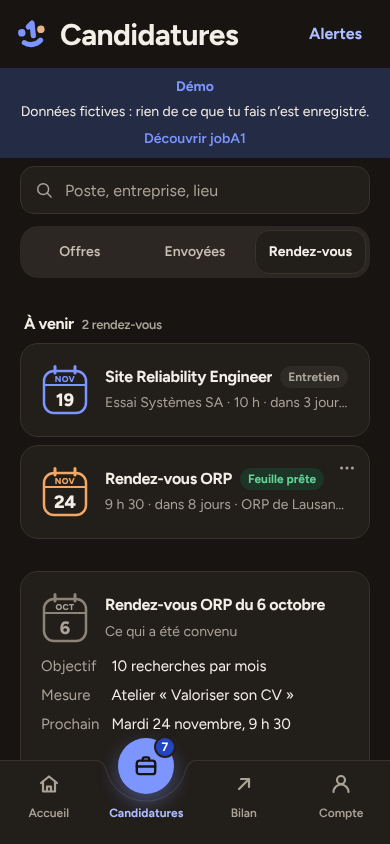 Candidatures
Alertes
Démo
Données fictives : rien de ce que tu fais n'est enregistré.
Découvrir jobA1
Poste, entreprise, lieu
Offres
Envoyées
Rendez-vous
À venir 2 rendez-vous
NOV
19
Site Reliability Engineer Entretien
Essai Systèmes SA · 10 h · dans 3 jour...
NOV
24
Rendez-vous ORP Feuille prête
9 h 30 · dans 8 jours · ORP de Lausan...
OCT
6
Rendez-vous ORP du 6 octobre
Ce qui a été convenu
Objectif 10 recherches par mois
Mesure Atelier « Valoriser son CV »
Prochain Mardi 24 novembre, 9 h 30
7
Accueil
Candidatures
Bilan
Compte